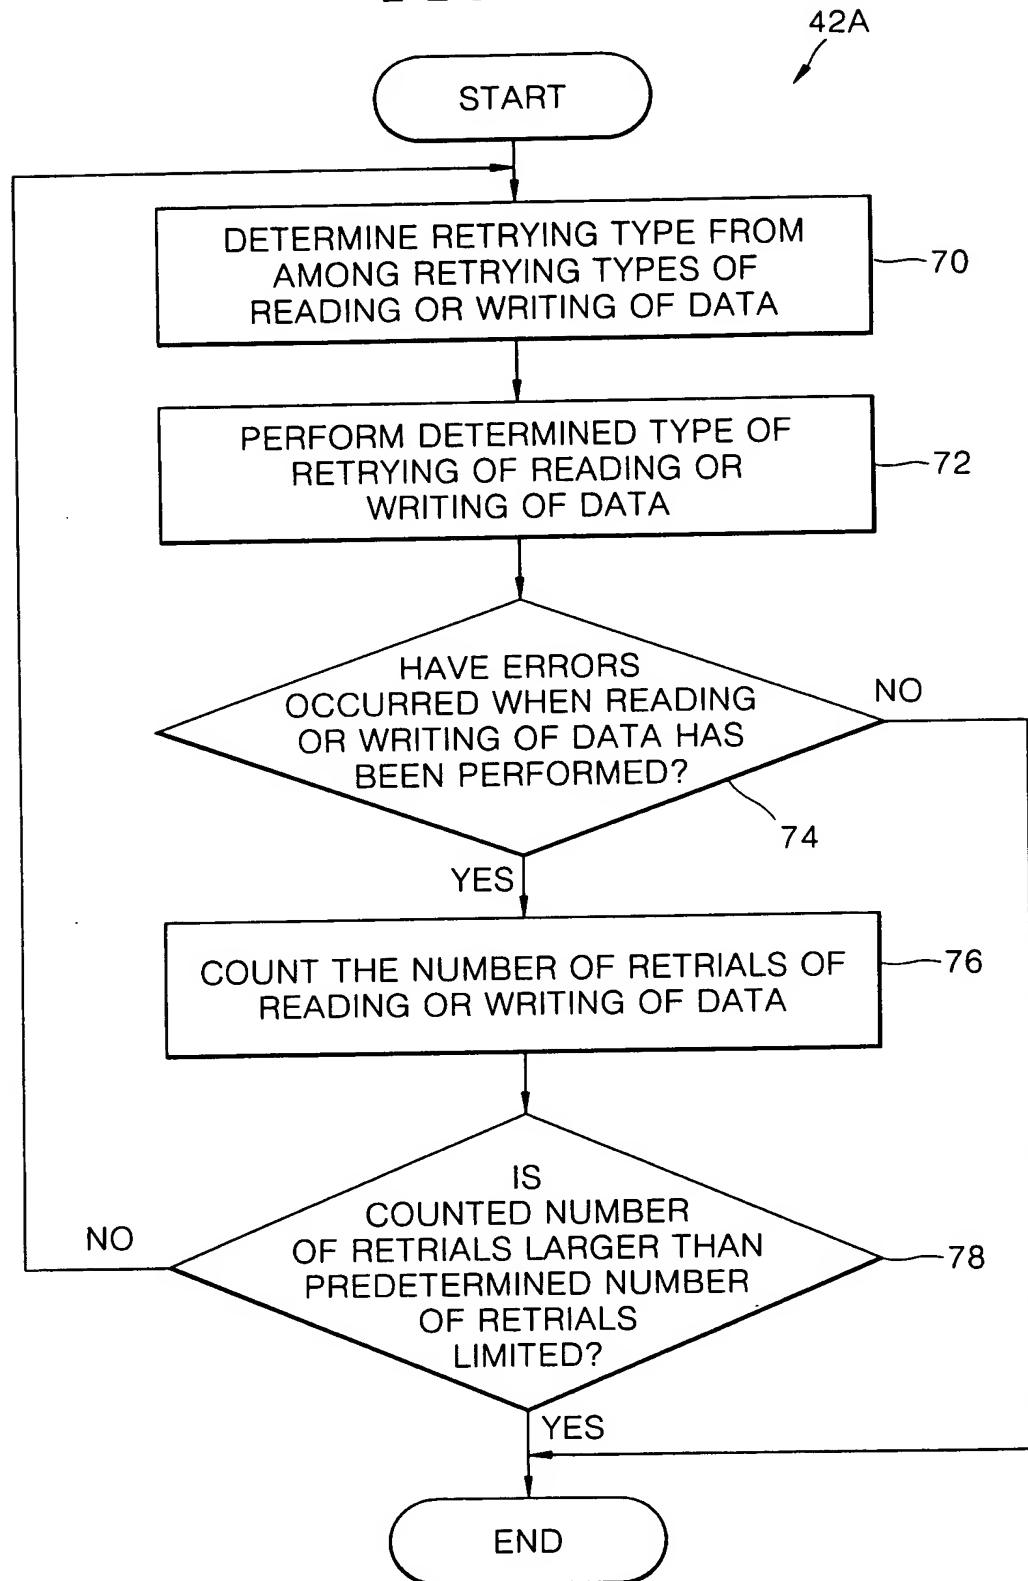 42A
START
DETERMINE RETRYING TYPE FROM
AMONG RETRYING TYPES OF
READING OR WRITING OF DATA
70
PERFORM DETERMINED TYPE OF
RETRYING OF READING OR
WRITING OF DATA
72
HAVE ERRORS
OCCURRED WHEN READING
OR WRITING OF DATA HAS
BEEN PERFORMED?
NO
74
YES
COUNT THE NUMBER OF RETRIALS OF
READING OR WRITING OF DATA
76
IS
COUNTED NUMBER
OF RETRIALS LARGER THAN
PREDETERMINED NUMBER
OF RETRIALS
LIMITED?
NO
78
YES
END